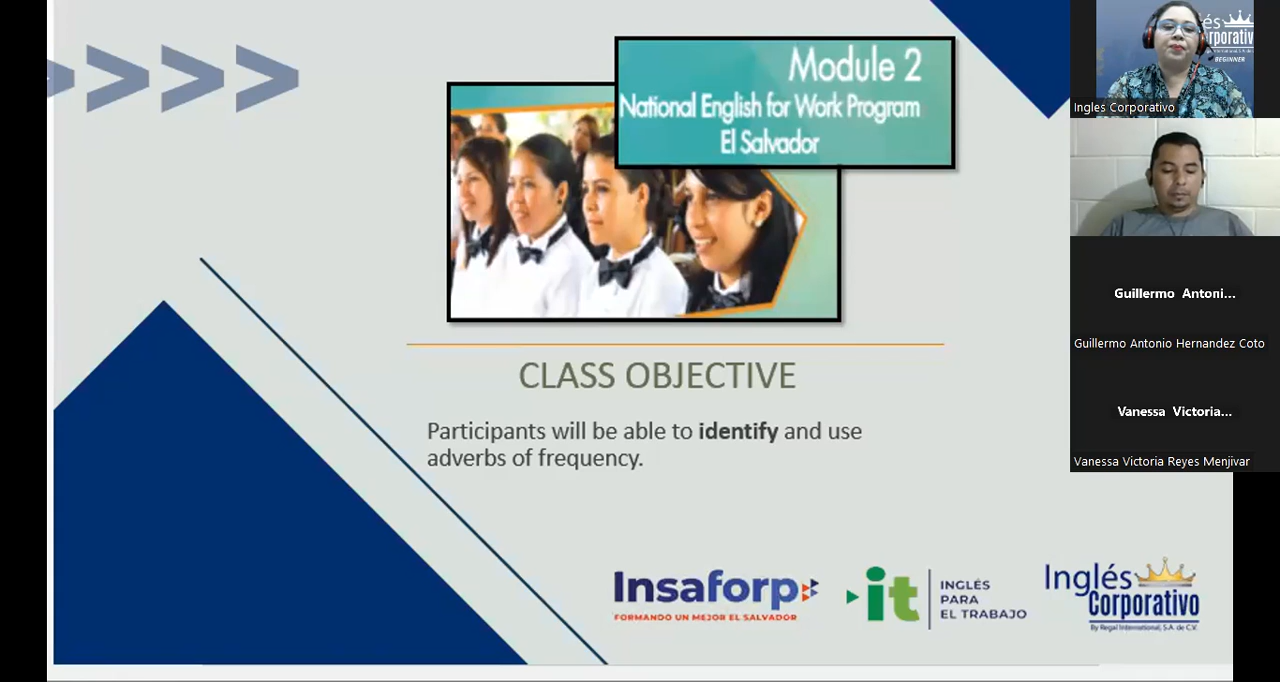 Module 2
National English for Work Program
El Salvador
CLASS OBJECTIVE
Participants will be able to identify and use
adverbs of frequency.
Insaforp
FORMANDO UN MEJOR EL SALVADOR
it
INGLÉS
PARA
EL TRABAJO
Inglés
Corporativo
By Regal International, S.A. de C.V.
BEGINNER
Ingles Corporativo
Guillermo Antoni...
Guillermo Antonio Hernandez Coto
Vanessa Victoria...
Vanessa Victoria Reyes Menjivar